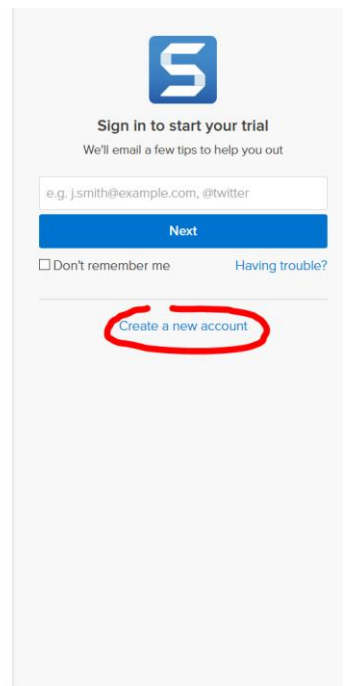 Sign in to start your trial
We'll email a few tips to help you out
e.g. j.smith@example.com, @twitter
Next
Don't remember me Having trouble?
Create a new account